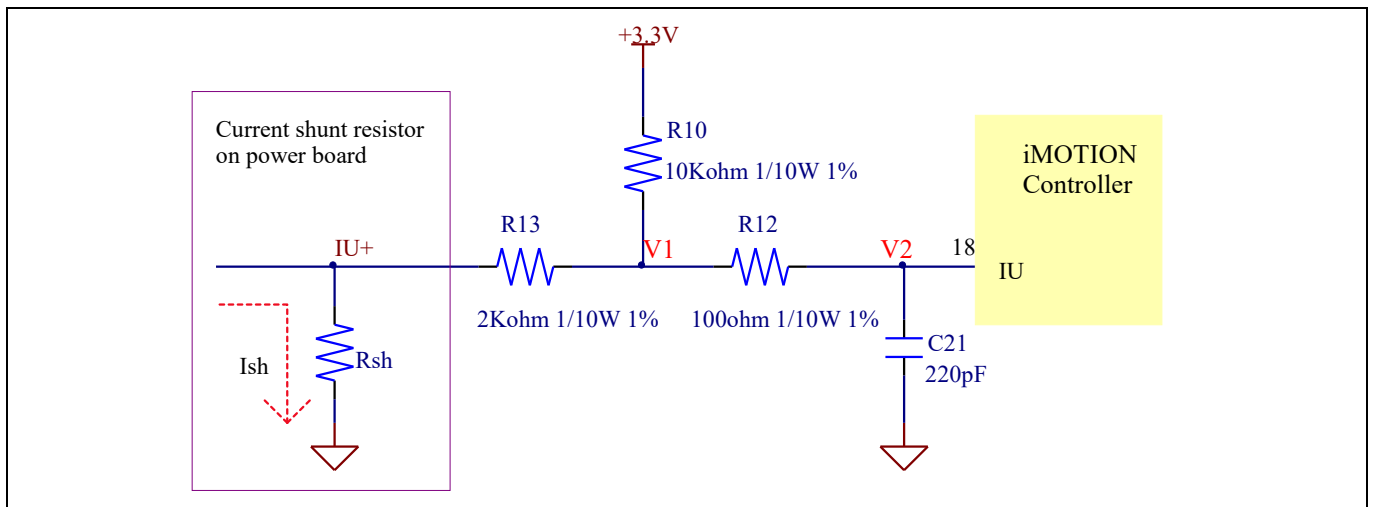 +3.3V
Current shunt resistor
on power board
R10
10Kohm 1/10W 1%
iMOTION
Controller
IU+
R13
V1
R12
V2
18
IU
2Kohm 1/10W 1%
100ohm 1/10W 1%
Ish
Rsh
C21
220pF